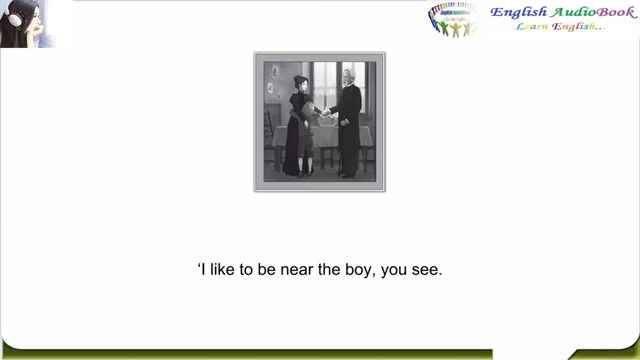 English AudioBook
Learn English...
‘I like to be near the boy, you see.